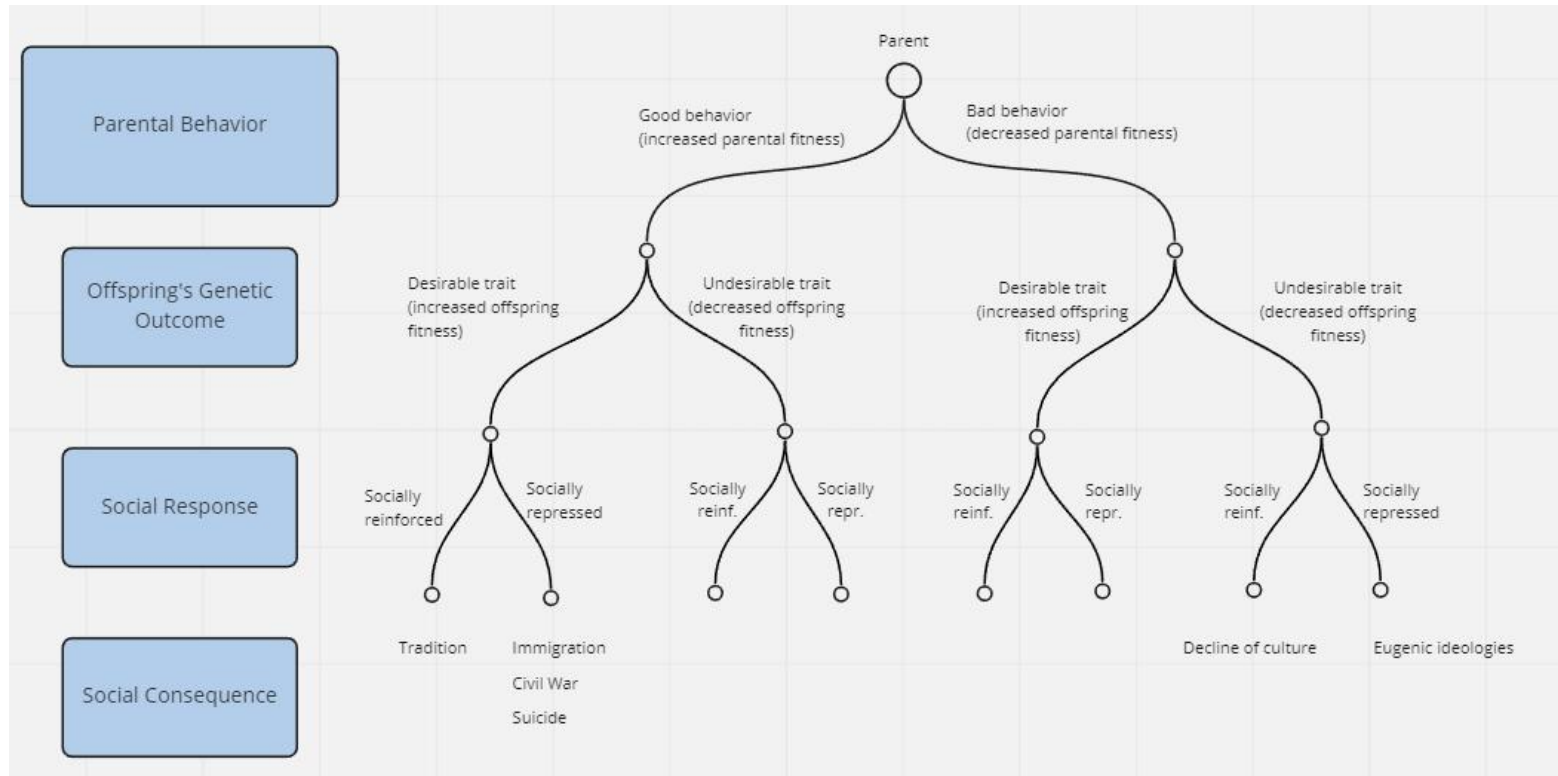 Parent
Parental Behavior
Good behavior
(increased parental fitness)
Bad behavior
(decreased parental fitness)
Offspring's Genetic
Outcome
Desirable trait
(increased offspring
fitness)
Undesirable trait
(decreased offspring
fitness)
Desirable trait
(increased offspring
fitness)
Undesirable trait
(decreased offspring
fitness)
Social Response
Socially
reinforced
Socially
repressed
Socially
reinf.
Socially
repr.
Socially
reinf.
Socially
repr.
Socially
reinf.
Socially
repressed
Social Consequence
Tradition
Immigration
Civil War
Suicide
Decline of culture
Eugenic ideologies